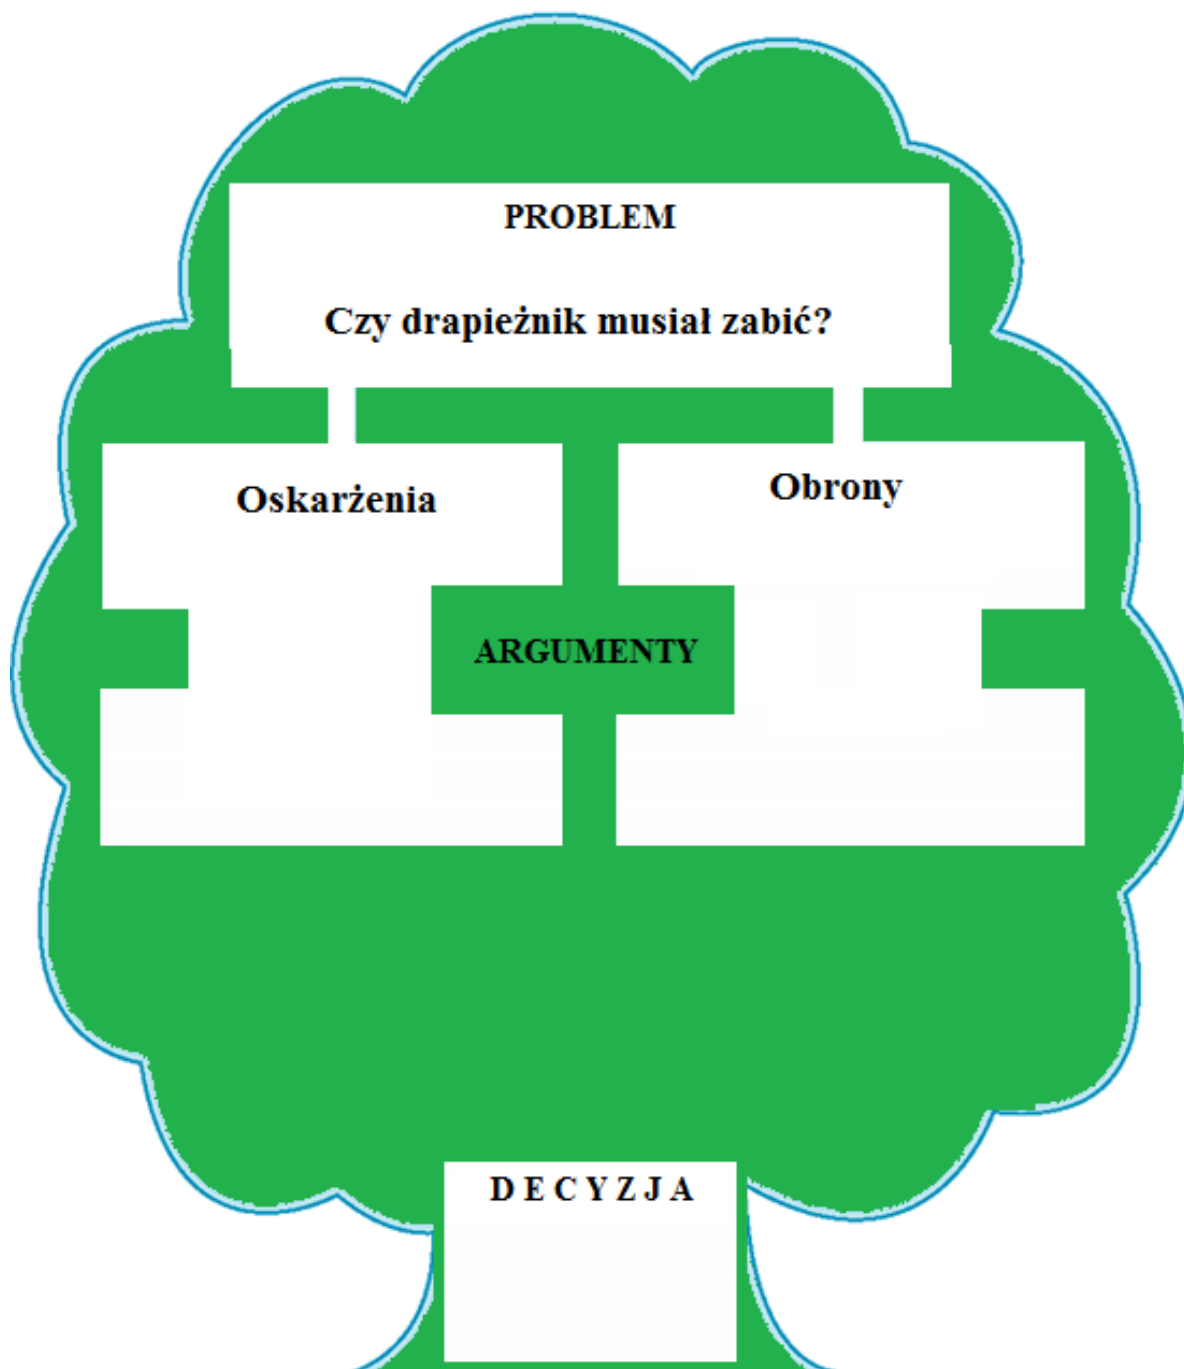 PROBLEM
Czy drapieżnik musiał zabić?
Oskarżenia
Obrony
ARGUMENTY
D E C Y Z J A